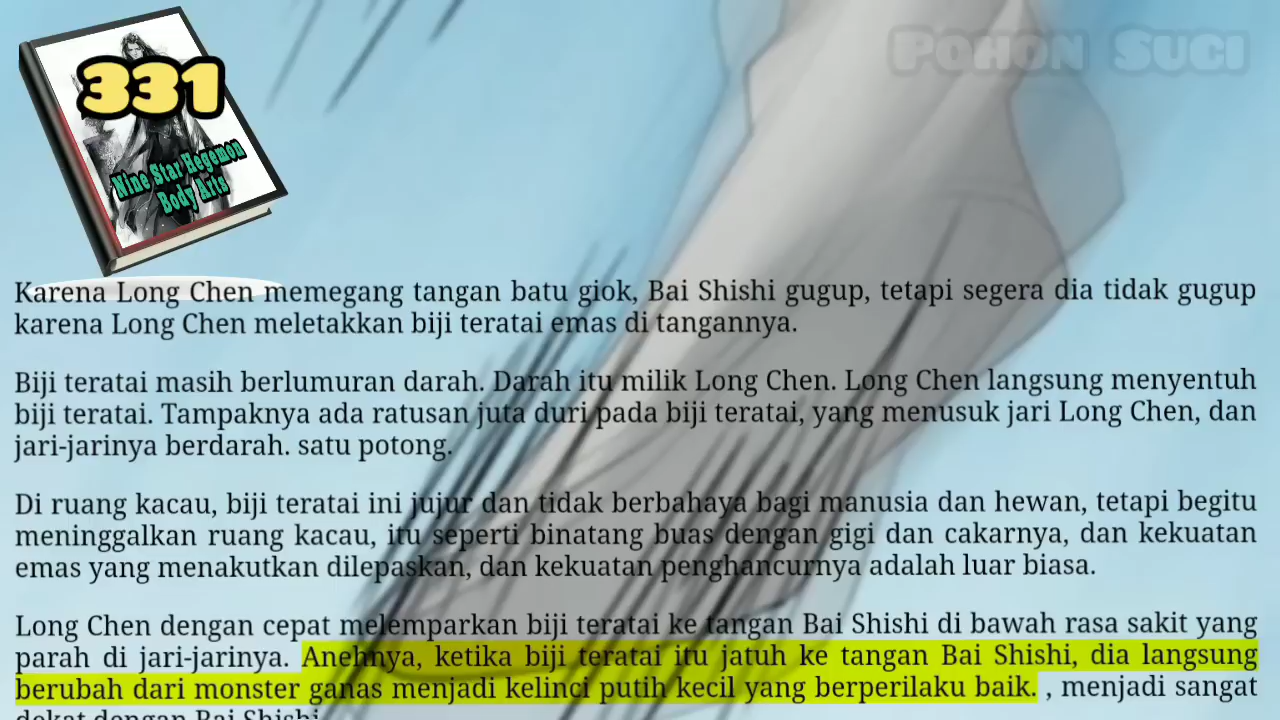 Pohon Suci
331
Nine Star Hegemon
Body Arts
Karena Long Chen memegang tangan batu giok, Bai Shishi gugup, tetapi segera dia tidak gugup
karena Long Chen meletakkan biji teratai emas di tangannya.
Biji teratai masih berlumuran darah. Darah itu milik Long Chen. Long Chen langsung menyentuh
biji teratai. Tampaknya ada ratusan juta duri pada biji teratai, yang menusuk jari Long Chen, dan
jari-jarinya berdarah. satu potong.
Di ruang kacau, biji teratai ini jujur dan tidak berbahaya bagi manusia dan hewan, tetapi begitu
meninggalkan ruang kacau, itu seperti binatang buas dengan gigi dan cakarnya, dan kekuatan
emas yang menakutkan dilepaskan, dan kekuatan penghancurnya adalah luar biasa.
Long Chen dengan cepat melemparkan biji teratai ke tangan Bai Shishi di bawah rasa sakit yang
parah di jari-jarinya. Anehnya, ketika biji teratai itu jatuh ke tangan Bai Shishi, dia langsung
berubah dari monster ganas menjadi kelinci putih kecil yang berperilaku baik. , menjadi sangat
dekat dengan Bai Shishi.